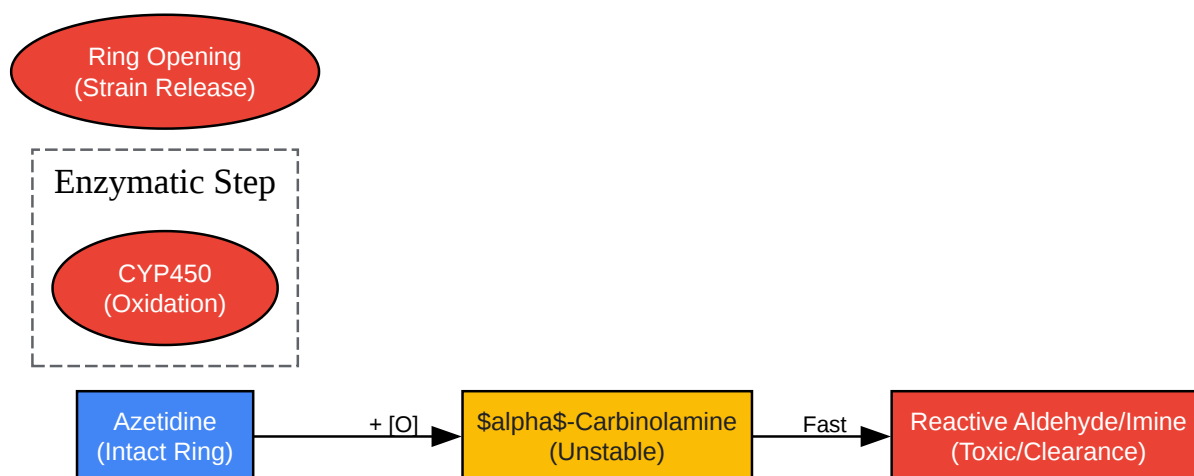 Ring Opening
(Strain Release)
Enzymatic Step
CYP450
(Oxidation)
Azetidine
(Intact Ring)
+ [O]
$alpha$-Carbinolamine
(Unstable)
Fast
Reactive Aldehyde/Imine
(Toxic/Clearance)